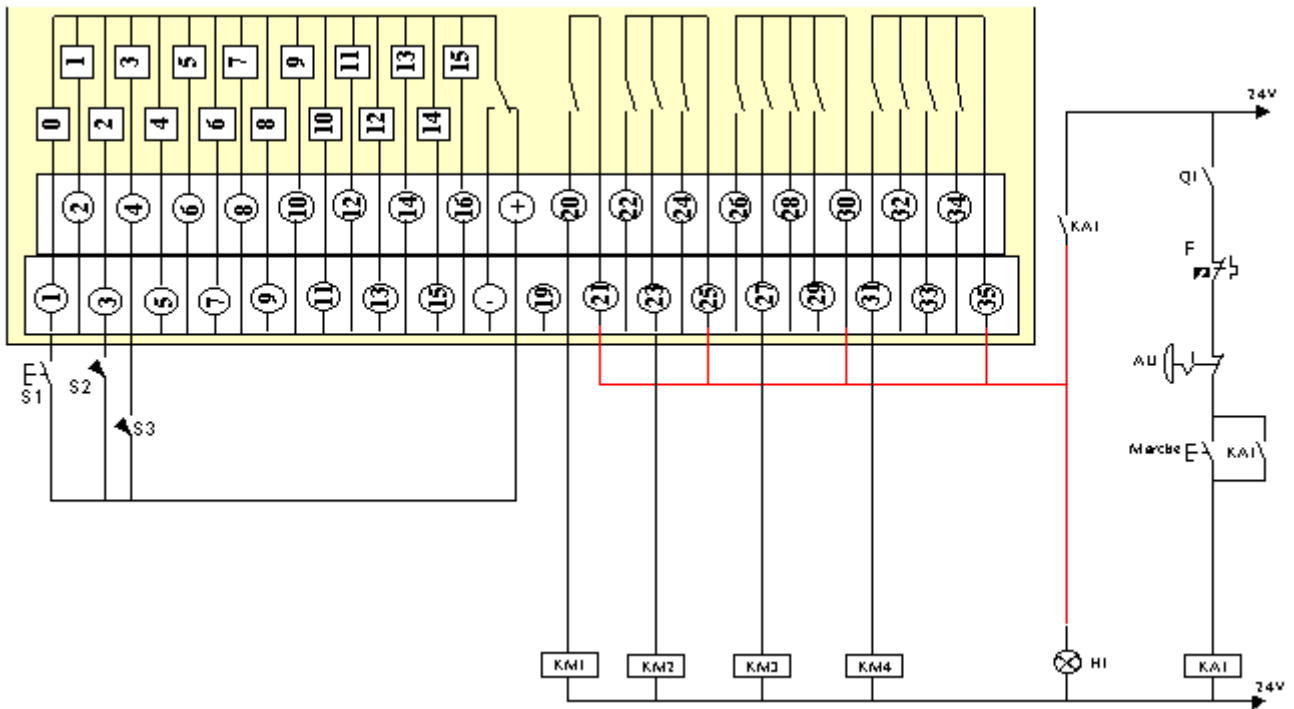 1 3 5 7 9 11 13 15
0 2 4 6 8 10 12 14
2 4 6 8 10 12 14 16 + 20 22 24 26 28 30 32 34
1 3 5 7 9 11 13 15 - 19 21 23 25 27 29 31 33 35
24V
Q1
KA1
F
AU
S1
S2
S3
Marche
KA1
KM1
KM2
KM3
KM4
H1
KA1
24V